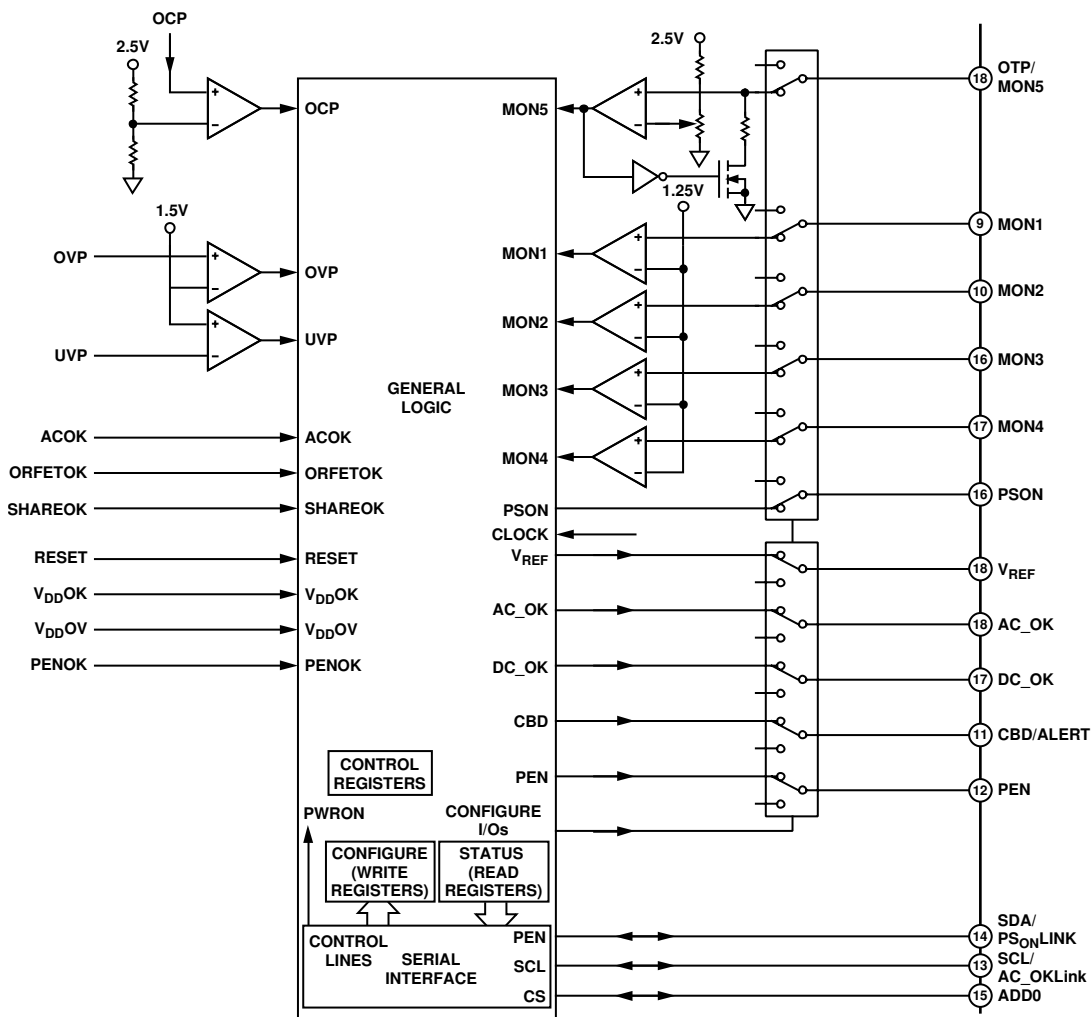 OCP
2.5V
+
−
OCP
1.5V
OVP
+
−
OVP
+
−
UVP
UVP
ACOK
ACOK
ORFETOK
ORFETOK
SHAREOK
SHAREOK
RESET
RESET
VDDOK
VDDOK
VDDOV
VDDOV
PENOK
PENOK
GENERAL
LOGIC
CONTROL
REGISTERS
PWRON
CONFIGURE
(WRITE
REGISTERS)
STATUS
(READ
REGISTERS)
CONTROL
LINES
SERIAL
INTERFACE
MON5
+
−
2.5V
1.25V
MON1
+
−
MON2
+
−
MON3
+
−
MON4
+
−
PSON
CLOCK
VREF
AC_OK
DC_OK
CBD
PEN
CONFIGURE
I/Os
PEN
SCL
CS
18 OTP/
MON5
9 MON1
10 MON2
16 MON3
17 MON4
16 PSON
18 VREF
18 AC_OK
17 DC_OK
11 CBD/ALERT
12 PEN
SDA/
14 PSONLINK
13 SCL/
AC_OKLink
15 ADD0